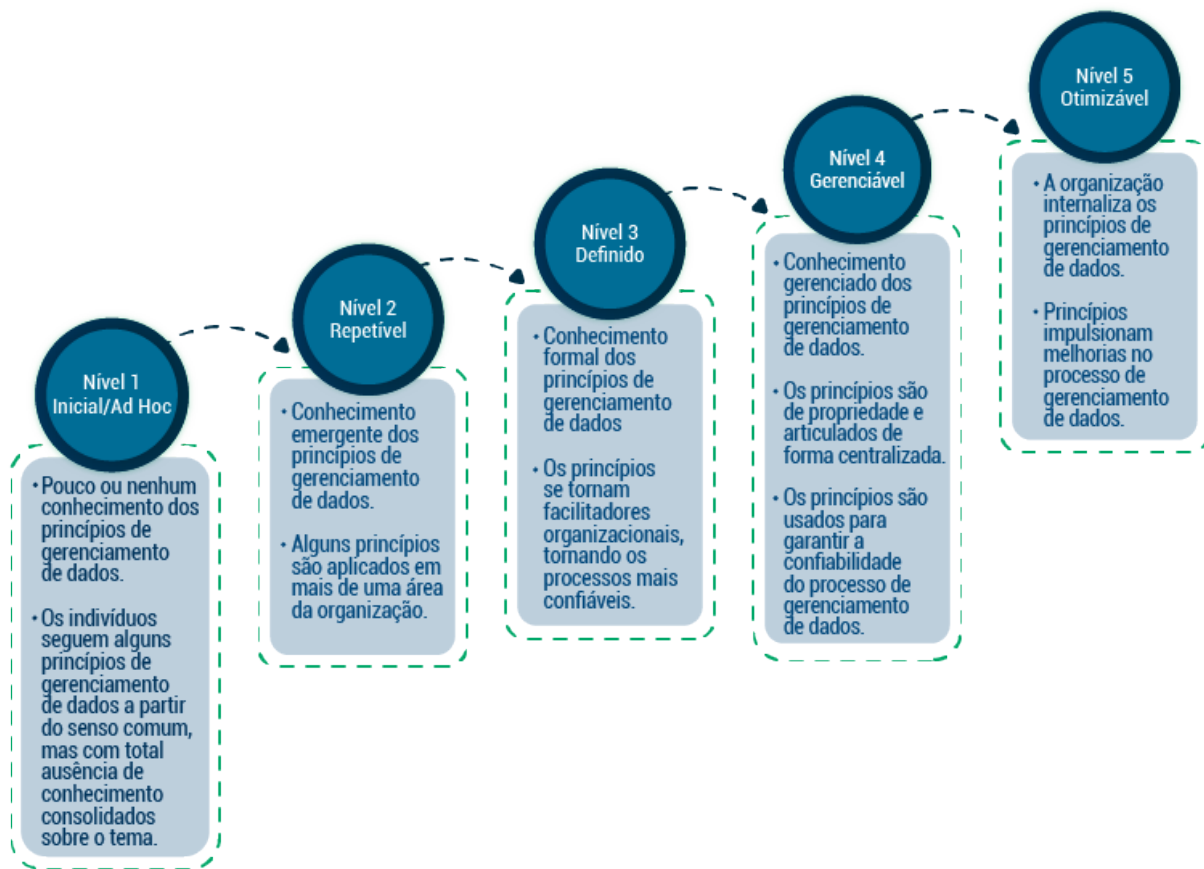 Nível 1
Inicial/Ad Hoc
• Pouco ou nenhum
conhecimento dos
princípios de
gerenciamento
de dados.
• Os indivíduos
seguem alguns
princípios de
gerenciamento
de dados a partir
do senso comum,
mas com total
ausência de
conhecimento
consolidados
sobre o tema.
Nível 2
Repetível
• Conhecimento
emergente dos
princípios de
gerenciamento
de dados.
• Alguns princípios
são aplicados em
mais de uma área
da organização.
Nível 3
Definido
• Conhecimento
formal dos
princípios de
gerenciamento
de dados
• Os princípios
se tornam
facilitadores
organizacionais,
tornando os
processos mais
confiáveis.
Nível 4
Gerenciável
• Conhecimento
gerenciado dos
princípios de
gerenciamento
de dados.
• Os princípios são
de propriedade e
articulados de
forma centralizada.
• Os princípios são
usados para
garantir a
confiabilidade
do processo de
gerenciamento
de dados.
Nível 5
Otimizável
• A organização
internaliza os
princípios de
gerenciamento
de dados.
• Princípios
impulsionam
melhorias no
processo de
gerenciamento
de dados.